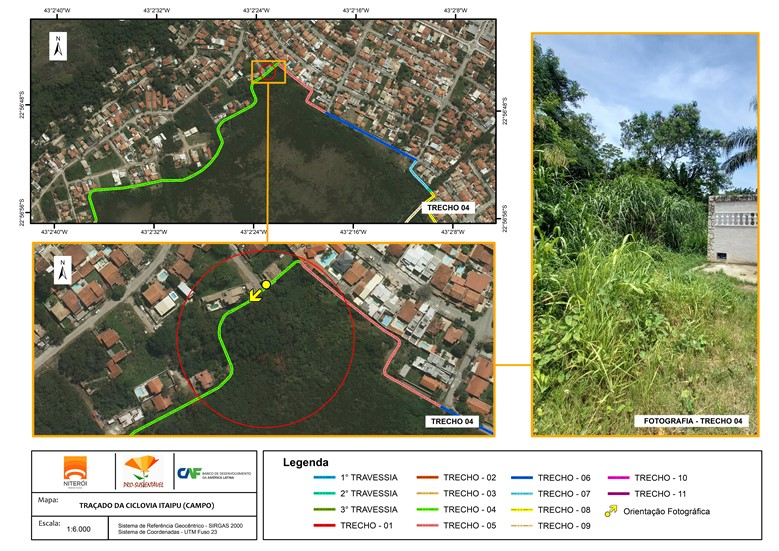 43°2'40"W
43°2'32"W
43°2'24"W
43°2'16"W
43°2'8"W
N
22°56'48"S
22°56'48"S
22°56'56"S
22°56'56"S
TRECHO 04
43°2'40"W
43°2'32"W
43°2'24"W
43°2'16"W
43°2'8"W
N
TRECHO 04
FOTOGRAFIA - TRECHO 04
NITERÓI
PRO-SUSTENTÁVEL
CAF
BANCO DE DESENVOLVIMENTO
DA AMÉRICA LATINA
Mapa:
TRAÇADO DA CICLOVIA ITAIPU (CAMPO)
Escala:
1:6.000
Sistema de Referência Geocêntrico - SIRGAS 2000
Sistema de Coordenadas - UTM Fuso 23
Legenda
1° TRAVESSIA
2° TRAVESSIA
3° TRAVESSIA
TRECHO - 01
TRECHO - 02
TRECHO - 03
TRECHO - 04
TRECHO - 05
TRECHO - 06
TRECHO - 07
TRECHO - 08
TRECHO - 09
TRECHO - 10
TRECHO - 11
Orientação Fotográfica